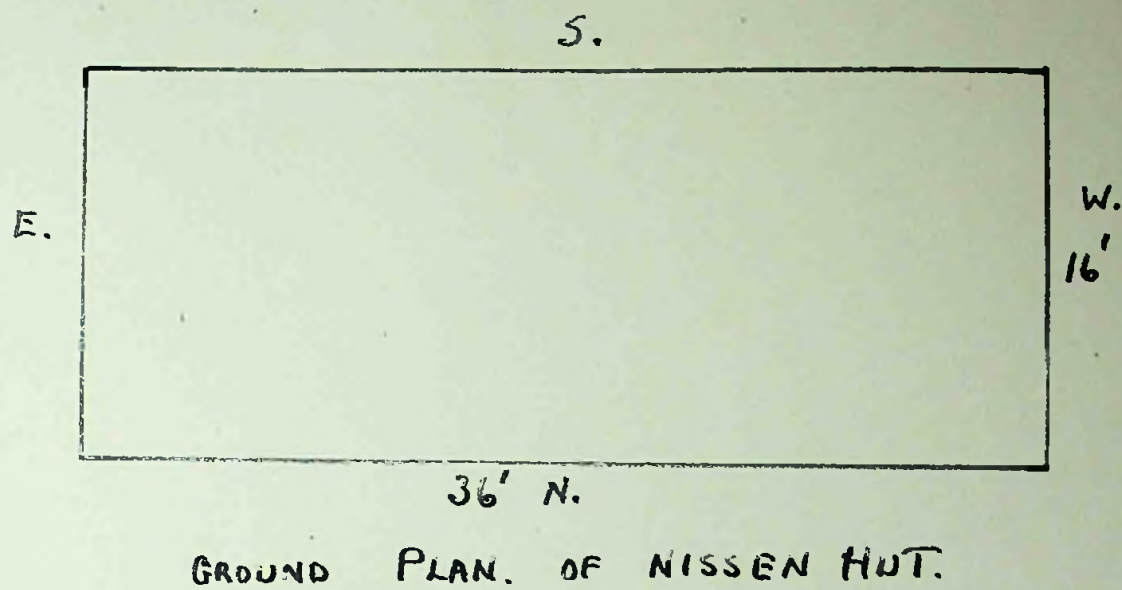 S.
E.
W.
16'
36' N.
GROUND PLAN. OF NISSEN HUT.